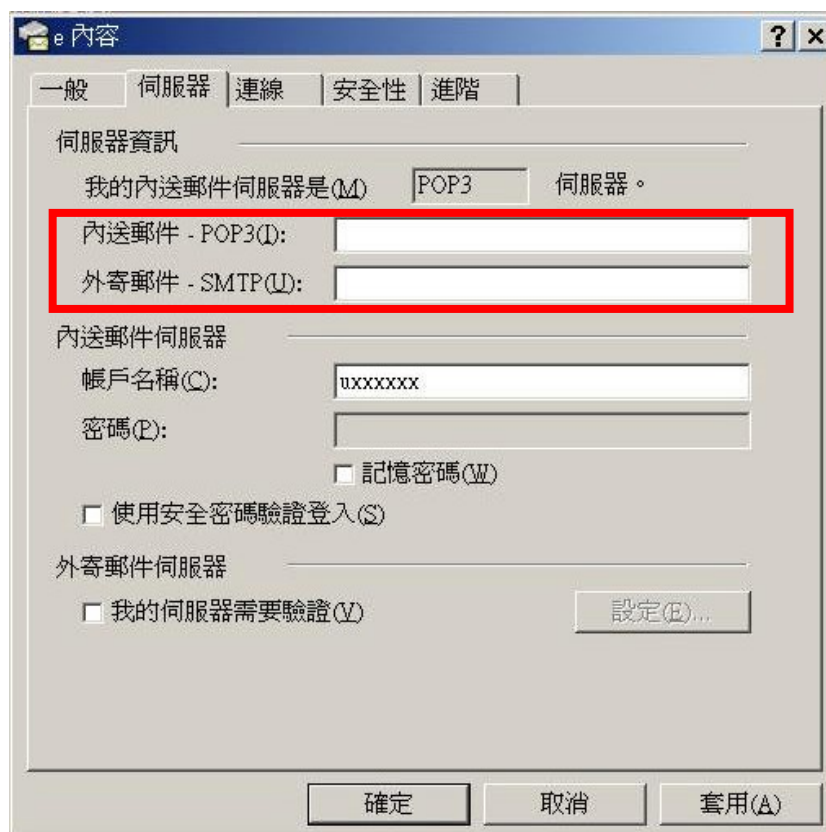 e 內容
一般 伺服器 連線 安全性 進階
伺服器資訊
我的內送郵件伺服器是(M) POP3 伺服器。
內送郵件 - POP3(I):
外寄郵件 - SMTP(U):
內送郵件伺服器
帳戶名稱(C): uxxxxxx
密碼(P):
記憶密碼(W)
使用安全密碼驗證登入(S)
外寄郵件伺服器
我的伺服器需要驗證(V) 設定(E)...
確定 取消 套用(A)